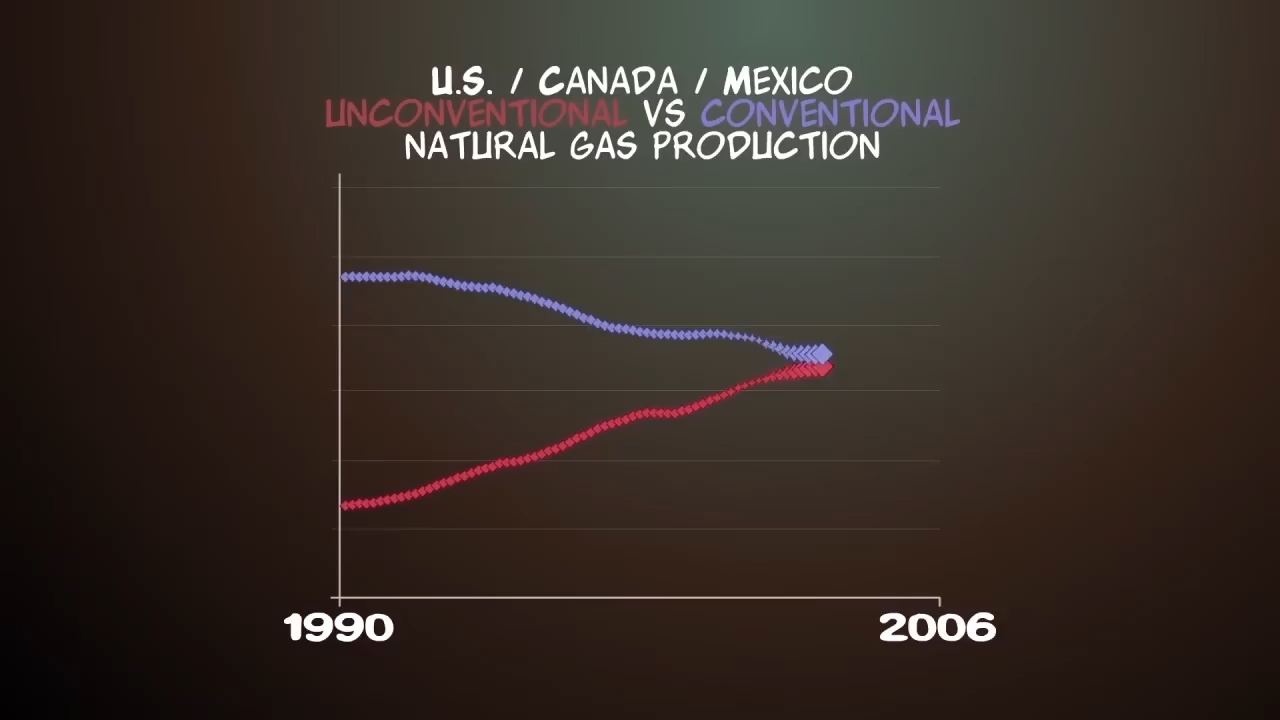 U.S. / CANADA / MEXICO
UNCONVENTIONAL VS CONVENTIONAL
NATURAL GAS PRODUCTION
1990
2006